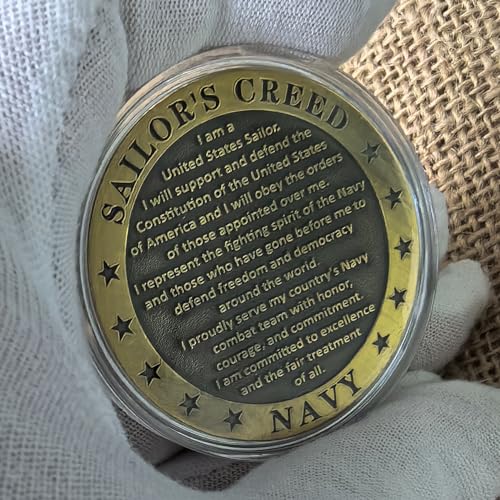 SAILOR'S CREED
I am a
United States Sailor.
I will support and defend the
Constitution of the United States
of America and I will obey the orders
of those appointed over me.
I represent the fighting spirit of the Navy
and those who have gone before me to
defend freedom and democracy
around the world.
I proudly serve my country's Navy
combat team with honor,
courage, and commitment.
I am committed to excellence
and the fair treatment
of all.
NAVY